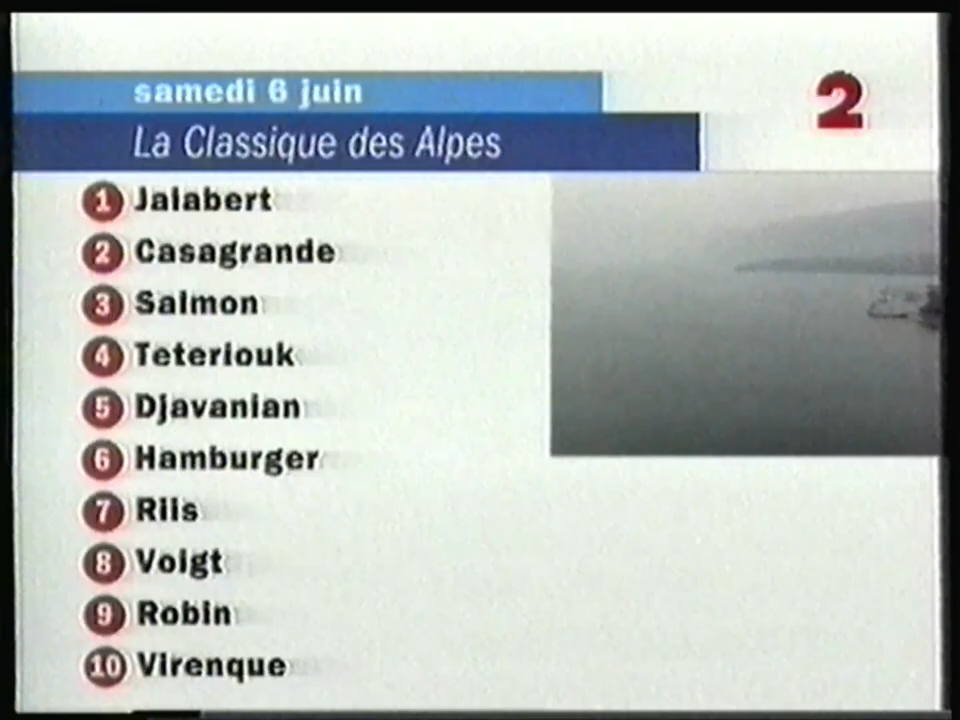 samedi 6 juin
2
La Classique des Alpes
1 Jalabert
2 Casagrande
3 Salmon
4 Teteriouk
5 Djavanian
6 Hamburger
7 Riis
8 Voigt
9 Robin
10 Virenque